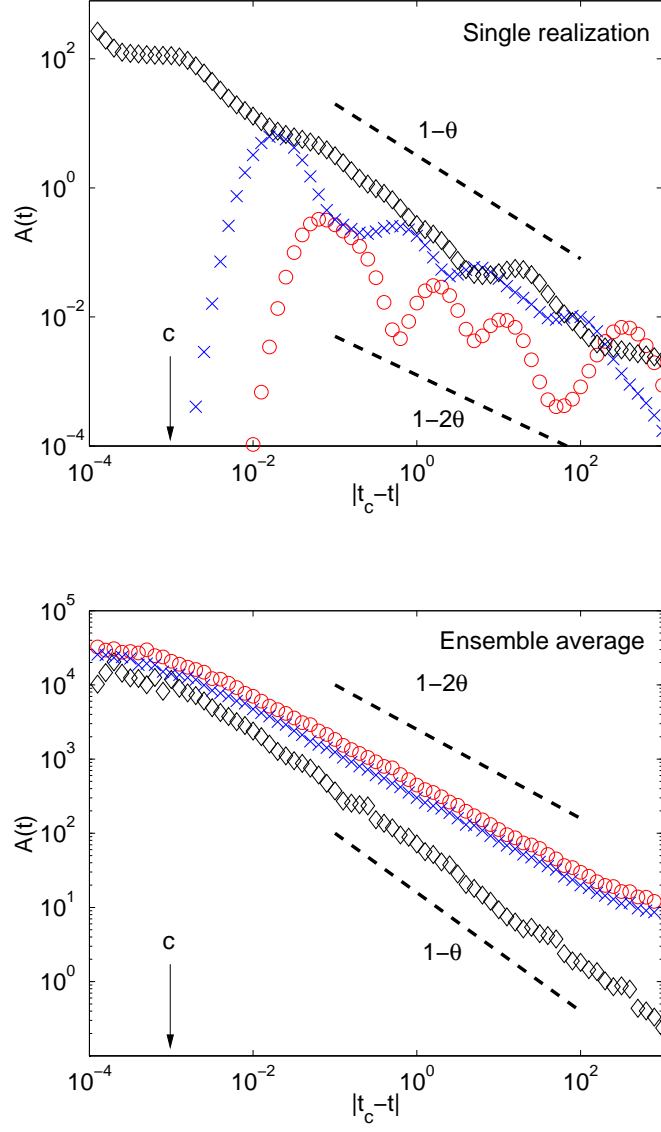 Single realization
10^2
10^0
10^-2
10^-4
A(t)
1−θ
1−2θ
c
10^-4
10^-2
10^0
10^2
|t_c−t|
Ensemble average
10^5
10^4
10^3
10^2
10^1
10^0
A(t)
1−2θ
1−θ
c
10^-4
10^-2
10^0
10^2
|t_c−t|